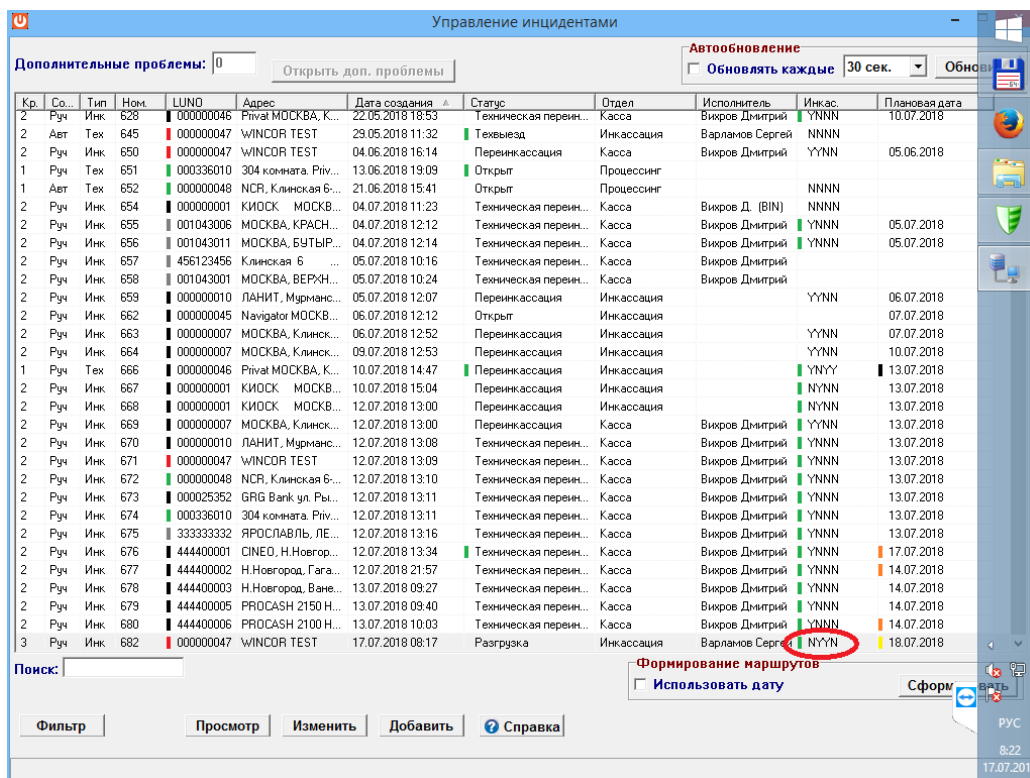 Управление инцидентами
Дополнительные проблемы: 0 Открыть доп. проблемы
Автообновление
Обновлять каждые 30 сек.
Кр. Со... Тип Ном. LUNO Адрес Дата создания Статус Отдел Исполнитель Инкас. Плановая дата
2 Руч Инк 628 000000046 Privat МОСКВА, К... 22.05.2018 18:53 Техническая переин... Касса Вихров Дмитрий YNNN 10.07.2018
2 Авт Тех 645 000000047 WINCOR TEST 29.05.2018 11:32 Техвыезд Инкассация Варламов Сергей NNNN
2 Руч Инк 650 000000047 WINCOR TEST 04.06.2018 16:14 Переинкассация Касса Вихров Дмитрий YYNN 05.06.2018
1 Руч Тех 651 000336010 304 комната. Priv... 13.06.2018 19:09 Открыт Процессинг
1 Авт Тех 652 000000048 NCR, Клинская 6-... 21.06.2018 15:41 Открыт Процессинг NNNN
2 Руч Инк 654 000000001 КИОСК МОСКВ... 04.07.2018 11:23 Техническая переин... Касса Вихров Д. (BIN) NNNN
2 Руч Инк 655 001043006 МОСКВА, КРАСН... 04.07.2018 12:12 Техническая переин... Касса Вихров Дмитрий YNNN 05.07.2018
2 Руч Инк 656 001043011 МОСКВА, БУТЫР... 04.07.2018 12:14 Техническая переин... Касса Вихров Дмитрий YNNN 05.07.2018
2 Руч Инк 657 456123456 Клинская 6 ... 05.07.2018 10:16 Техническая переин... Касса Вихров Дмитрий
2 Руч Инк 658 001043001 МОСКВА, ВЕРХН... 05.07.2018 10:24 Техническая переин... Касса Вихров Дмитрий
2 Руч Инк 659 000000010 ЛАНИТ, Мурманс... 05.07.2018 12:07 Переинкассация Инкассация YYNN 06.07.2018
2 Руч Инк 662 000000045 Navigator МОСКВ... 06.07.2018 12:12 Открыт Инкассация 07.07.2018
2 Руч Инк 663 000000007 МОСКВА, Клинск... 06.07.2018 12:52 Переинкассация Инкассация YYNN 07.07.2018
2 Руч Инк 664 000000007 МОСКВА, Клинск... 09.07.2018 12:53 Переинкассация Инкассация YYNN 10.07.2018
1 Руч Тех 666 000000046 Privat МОСКВА, К... 10.07.2018 14:47 Переинкассация Инкассация YNYY 13.07.2018
2 Руч Инк 667 000000001 КИОСК МОСКВ... 10.07.2018 15:04 Переинкассация Инкассация NYNN 13.07.2018
2 Руч Инк 668 000000001 КИОСК МОСКВ... 12.07.2018 13:00 Переинкассация Инкассация NYNN 13.07.2018
2 Руч Инк 669 000000007 МОСКВА, Клинск... 12.07.2018 13:00 Переинкассация Касса Вихров Дмитрий YYNN 13.07.2018
2 Руч Инк 670 000000010 ЛАНИТ, Мурманс... 12.07.2018 13:08 Техническая переин... Касса Вихров Дмитрий YNNN 13.07.2018
2 Руч Инк 671 000000047 WINCOR TEST 12.07.2018 13:09 Техническая переин... Касса Вихров Дмитрий YNNN 13.07.2018
2 Руч Инк 672 000000048 NCR, Клинская 6-... 12.07.2018 13:10 Техническая переин... Касса Вихров Дмитрий YNNN 13.07.2018
2 Руч Инк 673 000025352 GRG Bank ул. Ры... 12.07.2018 13:11 Техническая переин... Касса Вихров Дмитрий YNNN 13.07.2018
2 Руч Инк 674 000336010 304 комната. Priv... 12.07.2018 13:11 Техническая переин... Касса Вихров Дмитрий YNNN 13.07.2018
2 Руч Инк 675 333333332 ЯРОСЛАВЛЬ, ЛЕ... 12.07.2018 13:16 Техническая переин... Касса Вихров Дмитрий YNNN 13.07.2018
2 Руч Инк 676 444400001 CINEO, Н.Новгор... 12.07.2018 13:34 Техническая переин... Касса Вихров Дмитрий YNNN 17.07.2018
2 Руч Инк 677 444400002 Н.Новгород, Гага... 12.07.2018 21:57 Техническая переин... Касса Вихров Дмитрий YNNN 14.07.2018
2 Руч Инк 678 444400003 Н.Новгород, Ване... 13.07.2018 09:27 Техническая переин... Касса Вихров Дмитрий YNNN 14.07.2018
2 Руч Инк 679 444400005 PROCASH 2150 Н... 13.07.2018 09:40 Техническая переин... Касса Вихров Дмитрий YNNN 14.07.2018
2 Руч Инк 680 444400006 PROCASH 2100 Н... 13.07.2018 10:03 Техническая переин... Касса Вихров Дмитрий YNNN 14.07.2018
3 Руч Инк 682 000000047 WINCOR TEST 17.07.2018 08:17 Разгрузка Инкассация Варламов Сергей NYYN 18.07.2018
Поиск:
Формирование маршрутов
Использовать дату
Фильтр Просмотр Изменить Добавить Справка
РУС
8:22
17.07.201